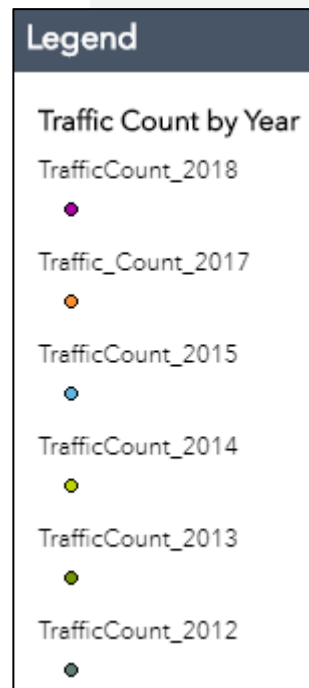 Legend
Traffic Count by Year
TrafficCount_2018
Traffic_Count_2017
TrafficCount_2015
TrafficCount_2014
TrafficCount_2013
TrafficCount_2012